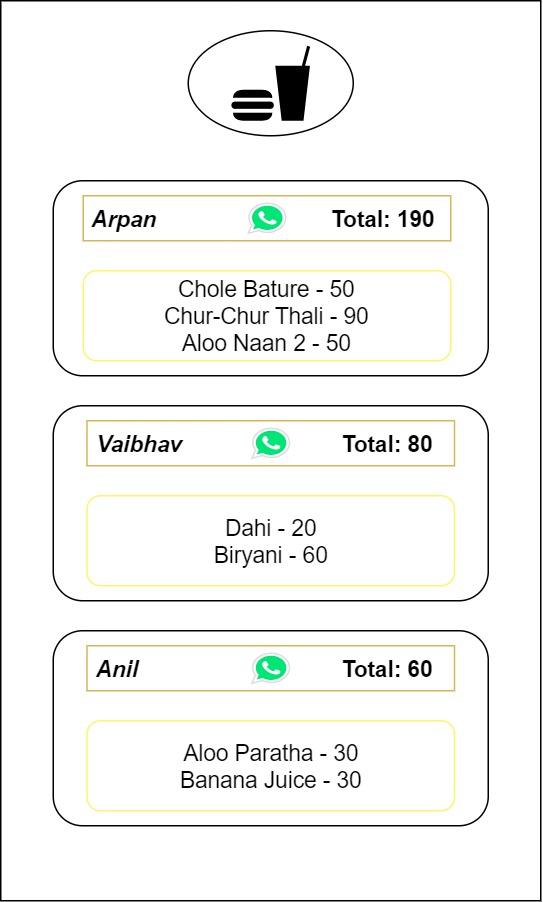 Arpan Total: 190
Chole Bature - 50
Chur-Chur Thali - 90
Aloo Naan 2 - 50
Vaibhav Total: 80
Dahi - 20
Biryani - 60
Anil Total: 60
Aloo Paratha - 30
Banana Juice - 30